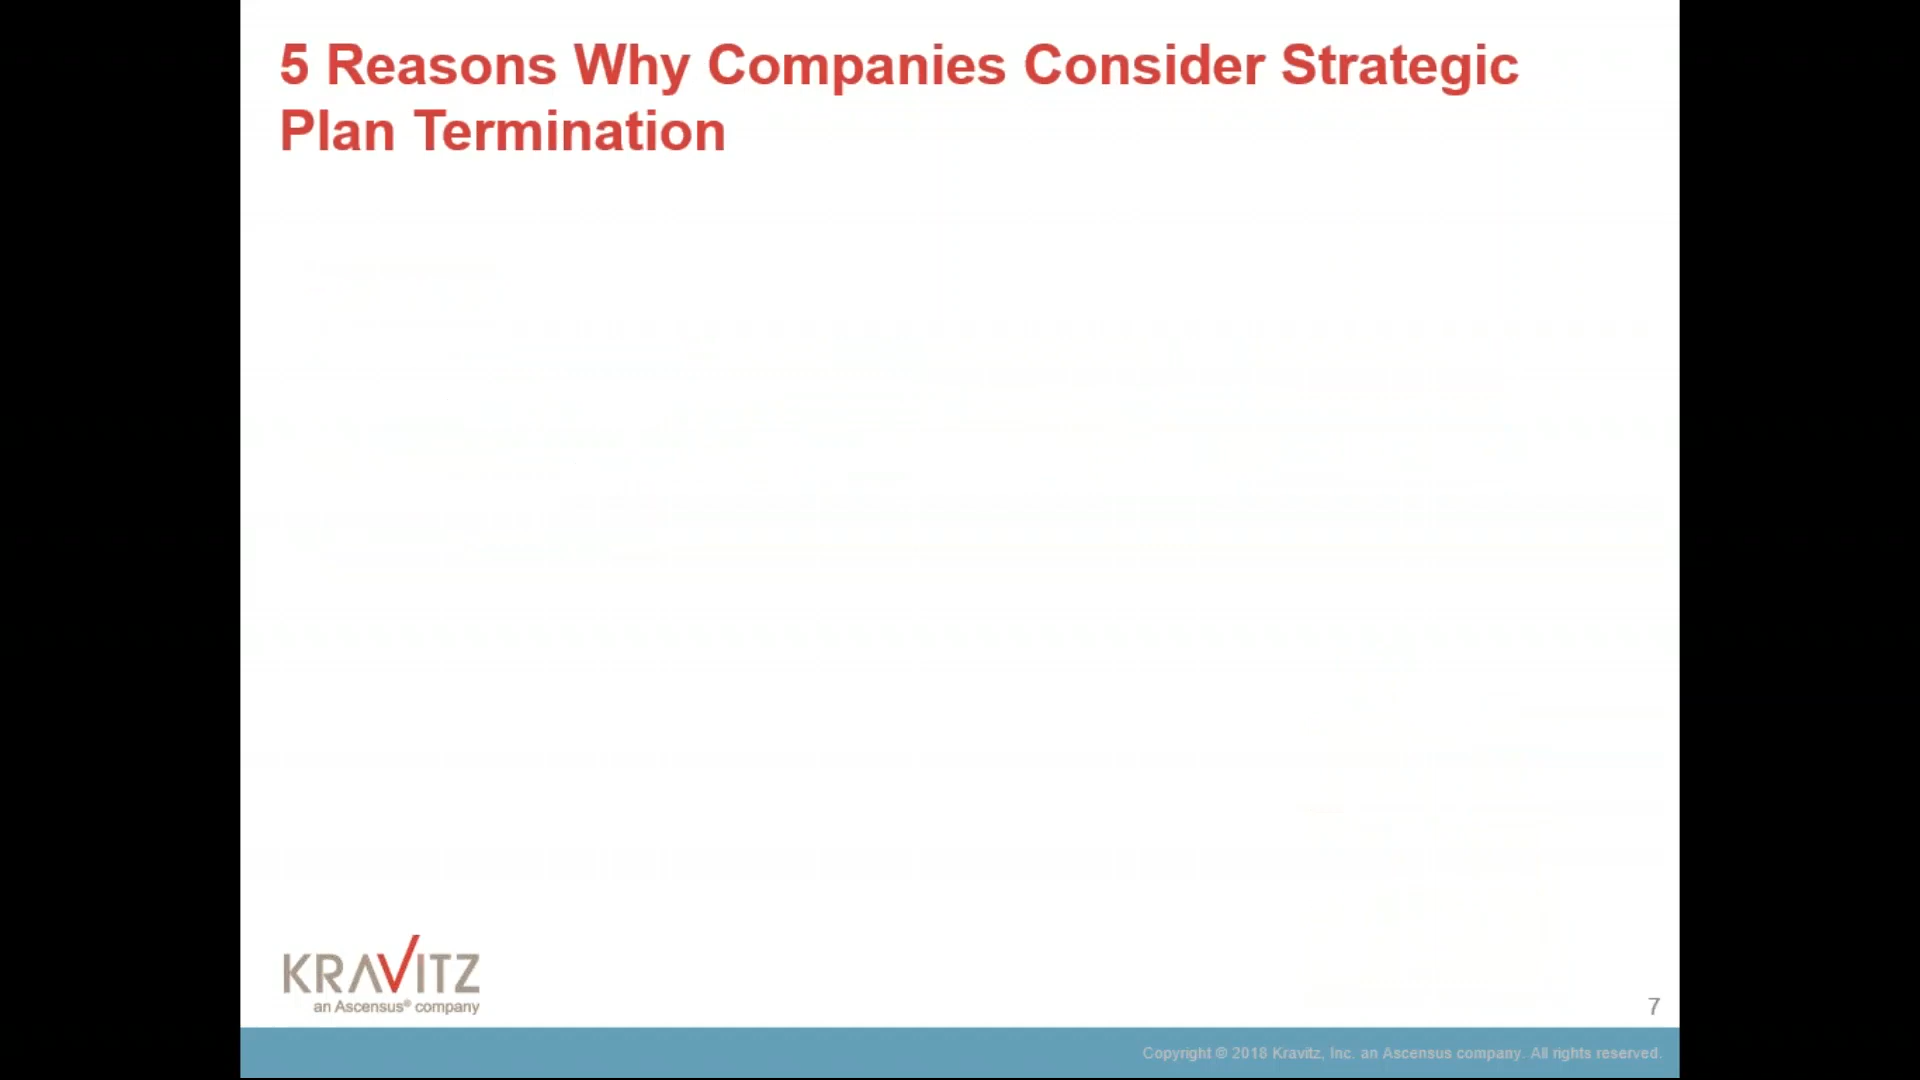 5 Reasons Why Companies Consider Strategic
Plan Termination
KRAVITZ
an Ascensus® company
7
Copyright © 2018 Kravitz, Inc. an Ascensus company. All rights reserved.